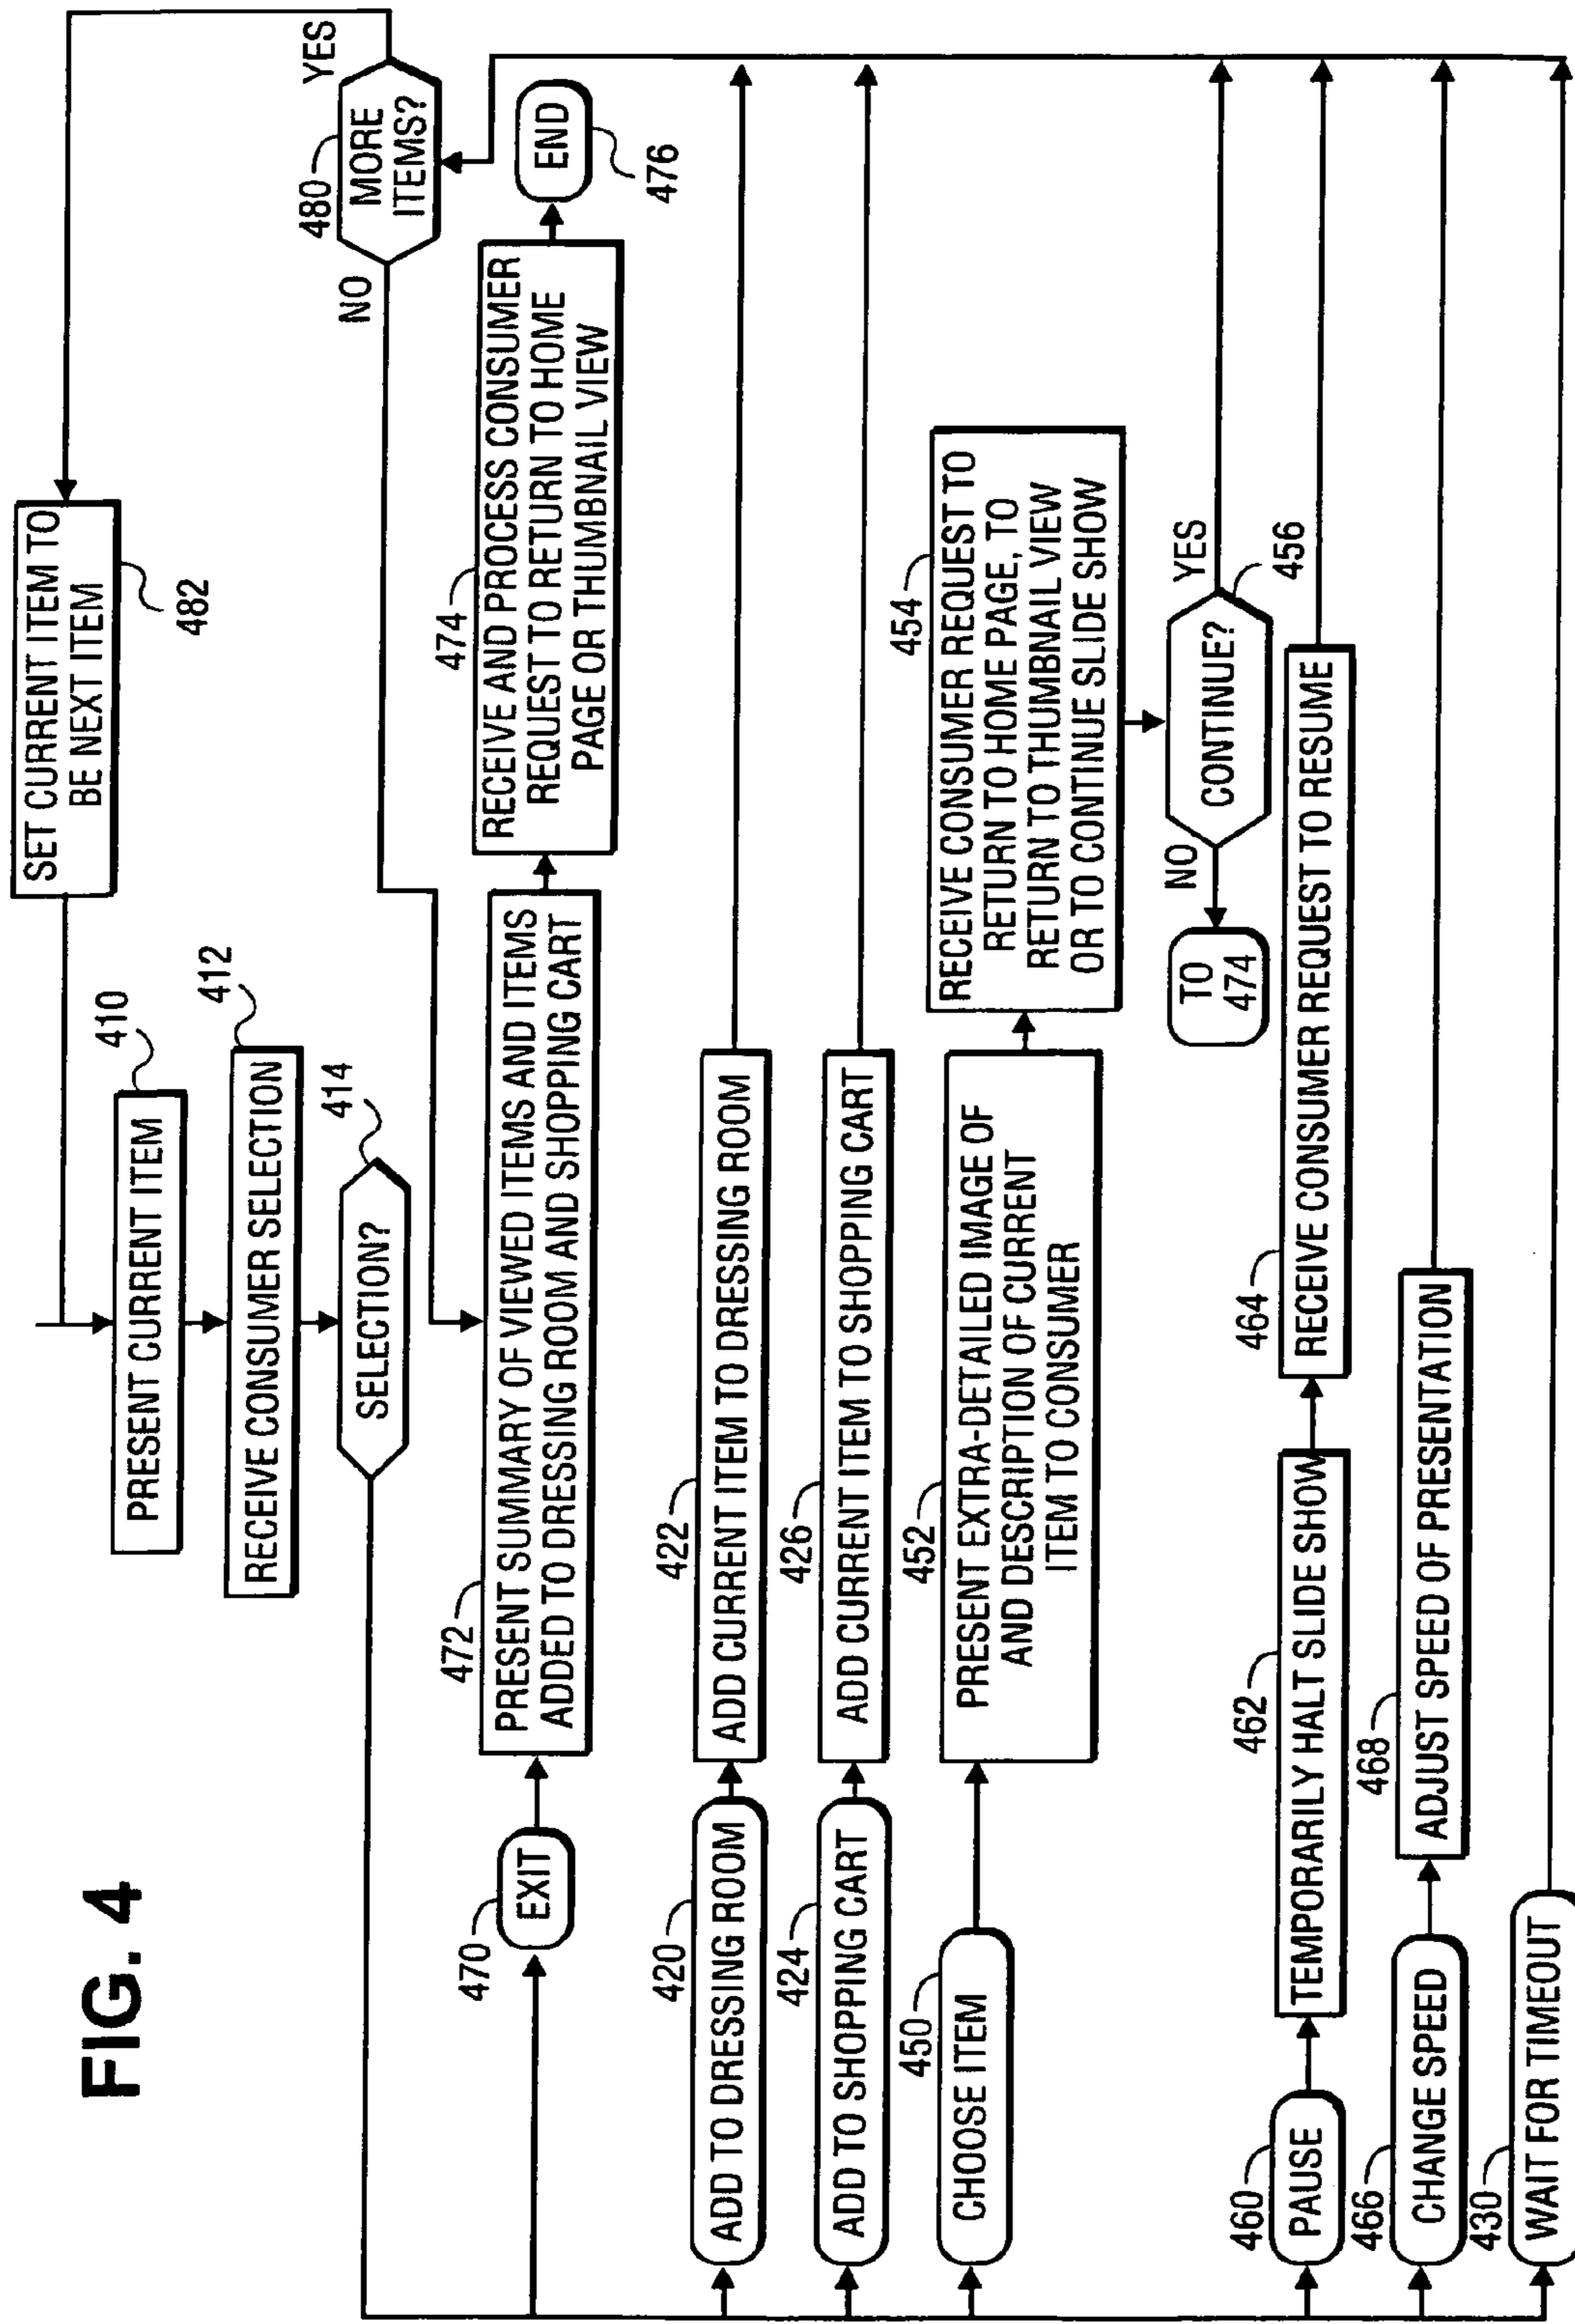 FIG. 4
SET CURRENT ITEM TO
BE NEXT ITEM
482
410
PRESENT CURRENT ITEM
412
RECEIVE CONSUMER SELECTION
414
SELECTION?
480
MORE
ITEMS?
YES
NO
470
EXIT
472
PRESENT SUMMARY OF VIEWED ITEMS AND ITEMS
ADDED TO DRESSING ROOM AND SHOPPING CART
474
RECEIVE AND PROCESS CONSUMER
REQUEST TO RETURN TO HOME
PAGE OR THUMBNAIL VIEW
END
476
420
ADD TO DRESSING ROOM
422
ADD CURRENT ITEM TO DRESSING ROOM
424
ADD TO SHOPPING CART
426
ADD CURRENT ITEM TO SHOPPING CART
450
CHOOSE ITEM
452
PRESENT EXTRA-DETAILED IMAGE OF
AND DESCRIPTION OF CURRENT
ITEM TO CONSUMER
454
RECEIVE CONSUMER REQUEST TO
RETURN TO HOME PAGE, TO
RETURN TO THUMBNAIL VIEW
OR TO CONTINUE SLIDE SHOW
TO
474
NO
CONTINUE?
YES
456
460
PAUSE
462
TEMPORARILY HALT SLIDE SHOW
464
RECEIVE CONSUMER REQUEST TO RESUME
466
CHANGE SPEED
468
ADJUST SPEED OF PRESENTATION
430
WAIT FOR TIMEOUT